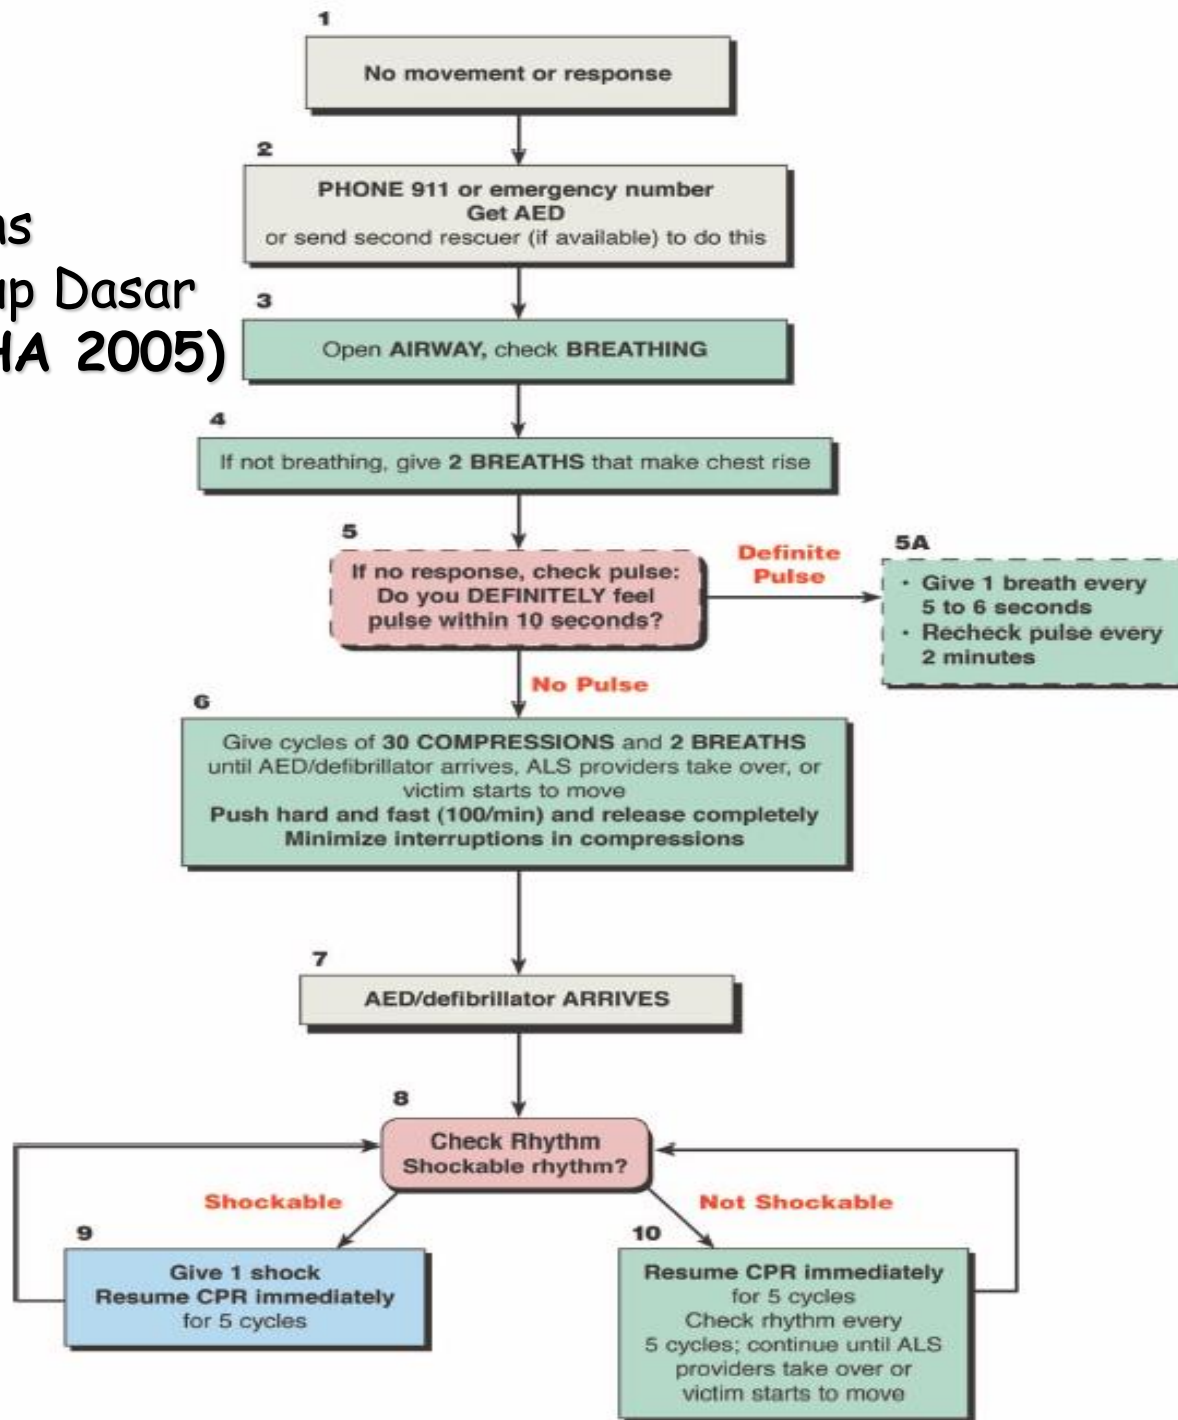 as
up Dasar
HA 2005)
1
No movement or response
2
PHONE 911 or emergency number
Get AED
or send second rescuer (if available) to do this
3
Open AIRWAY, check BREATHING
4
If not breathing, give 2 BREATHS that make chest rise
5
If no response, check pulse:
Do you DEFINITELY feel
pulse within 10 seconds?
Definite
Pulse
5A
· Give 1 breath every
5 to 6 seconds
· Recheck pulse every
2 minutes
No Pulse
6
Give cycles of 30 COMPRESSIONS and 2 BREATHS
until AED/defibrillator arrives, ALS providers take over, or
victim starts to move
Push hard and fast (100/min) and release completely
Minimize interruptions in compressions
7
AED/defibrillator ARRIVES
8
Check Rhythm
Shockable rhythm?
Shockable
Not Shockable
9
Give 1 shock
Resume CPR immediately
for 5 cycles
10
Resume CPR immediately
for 5 cycles
Check rhythm every
5 cycles; continue until ALS
providers take over or
victim starts to move